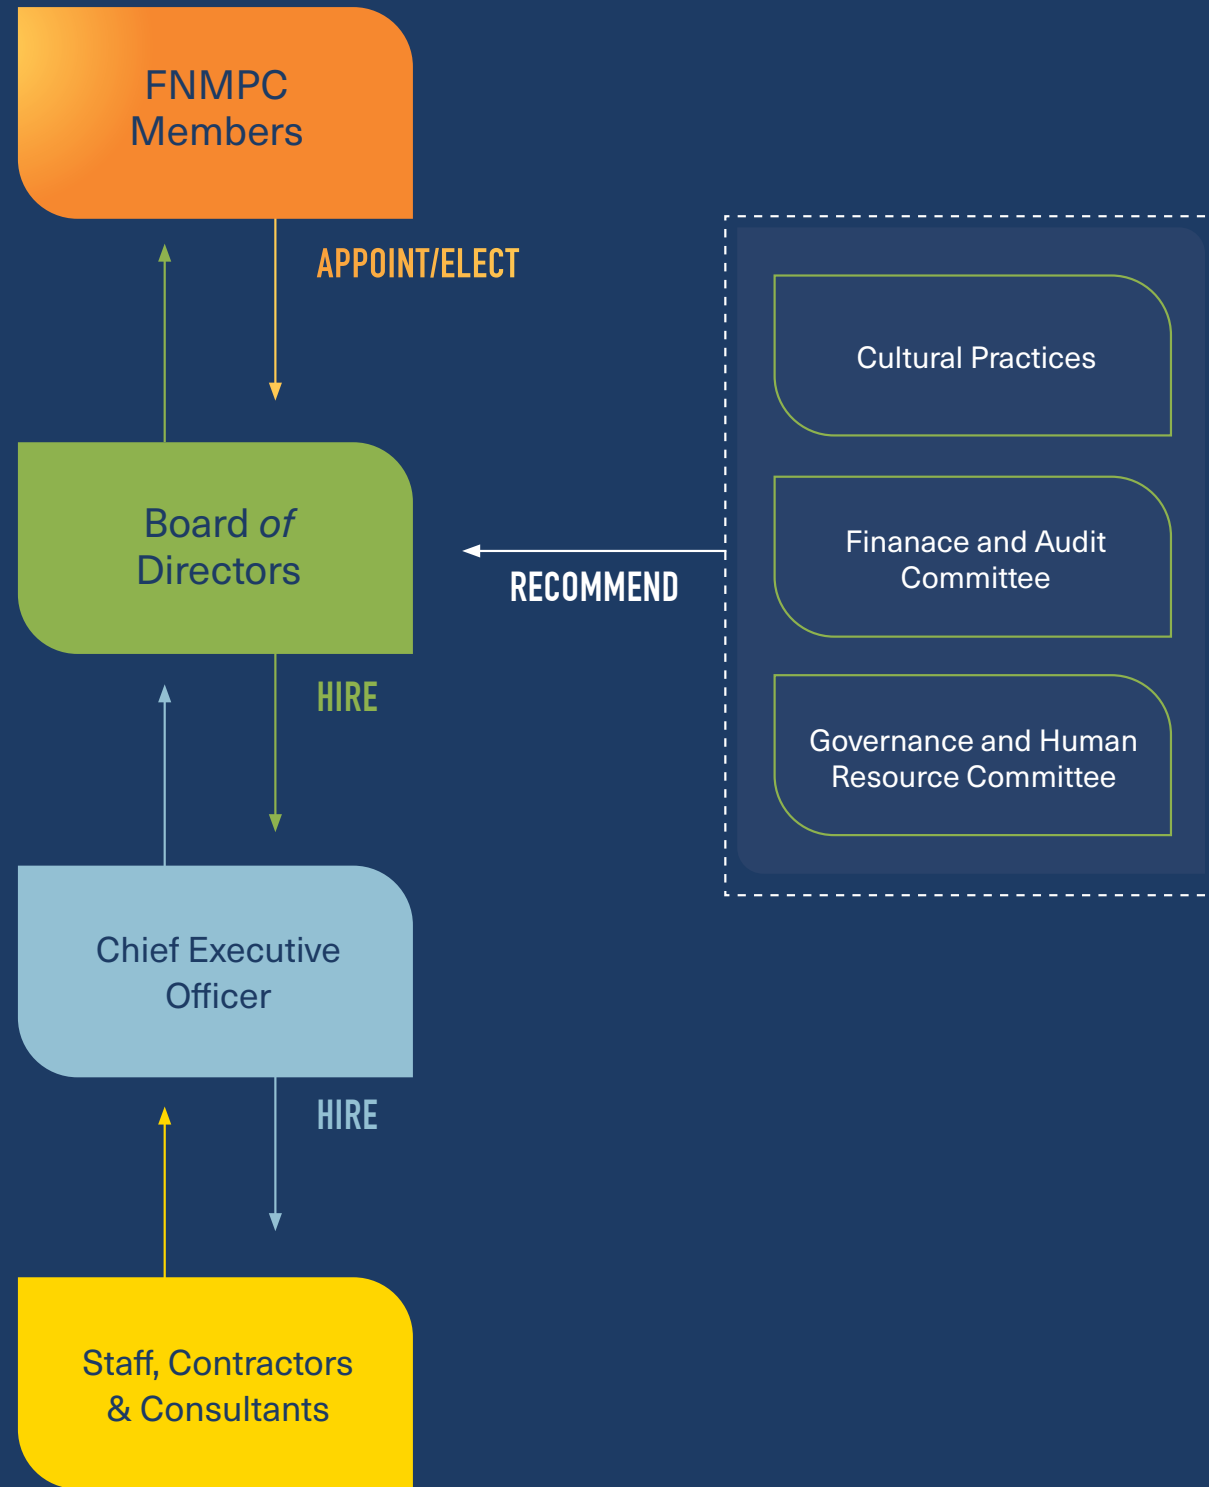 FNMPC
Members
APPOINT/ELECT
Board of
Directors
RECOMMEND
HIRE
Chief Executive
Officer
HIRE
Staff, Contractors
& Consultants
Cultural Practices
Finanace and Audit
Committee
Governance and Human
Resource Committee